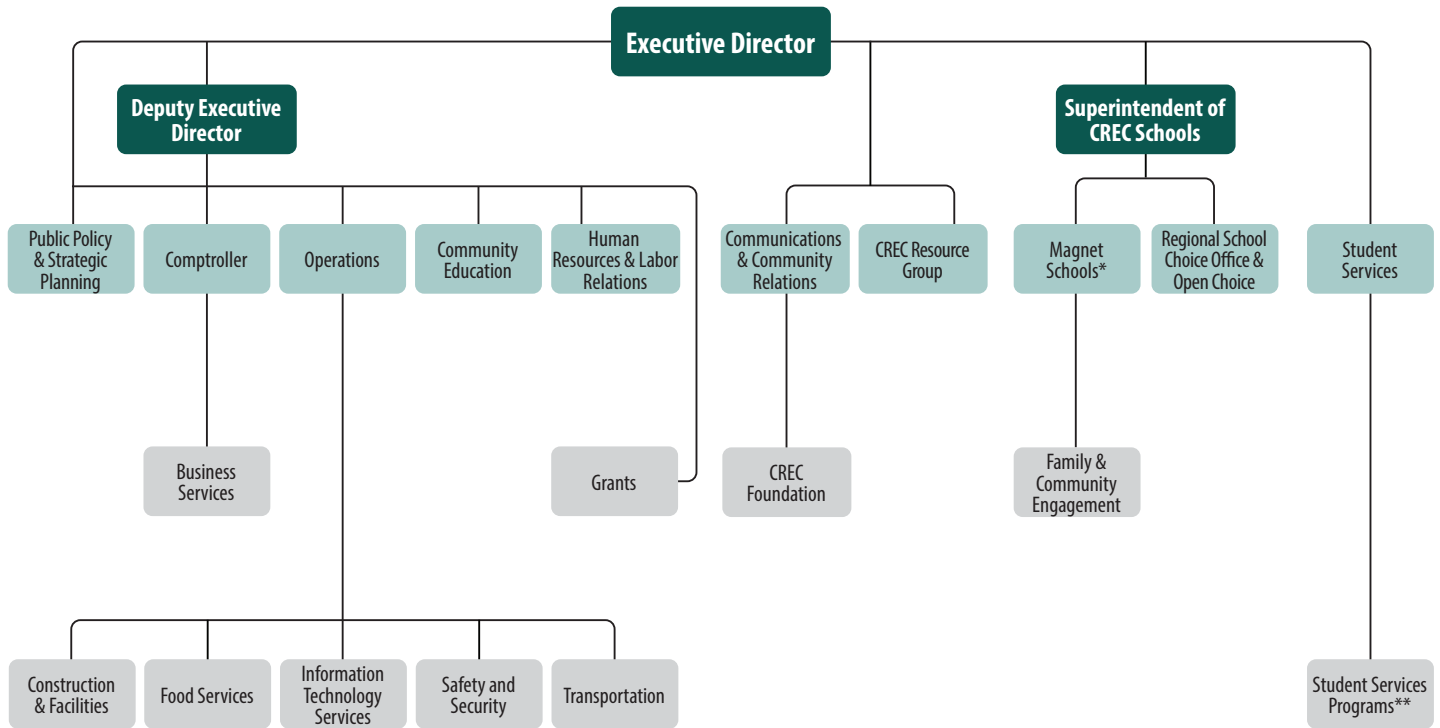 Executive Director
Deputy Executive
Director
Superintendent of
CREC Schools
Public Policy
& Strategic
Planning
Comptroller
Operations
Community
Education
Human
Resources & Labor
Relations
Communications
& Community
Relations
CREC Resource
Group
Magnet
Schools*
Regional School
Choice Office &
Open Choice
Student
Services
Business
Services
Grants
CREC
Foundation
Family &
Community
Engagement
Construction
& Facilities
Food Services
Information
Technology
Services
Safety and
Security
Transportation
Student Services
Programs**